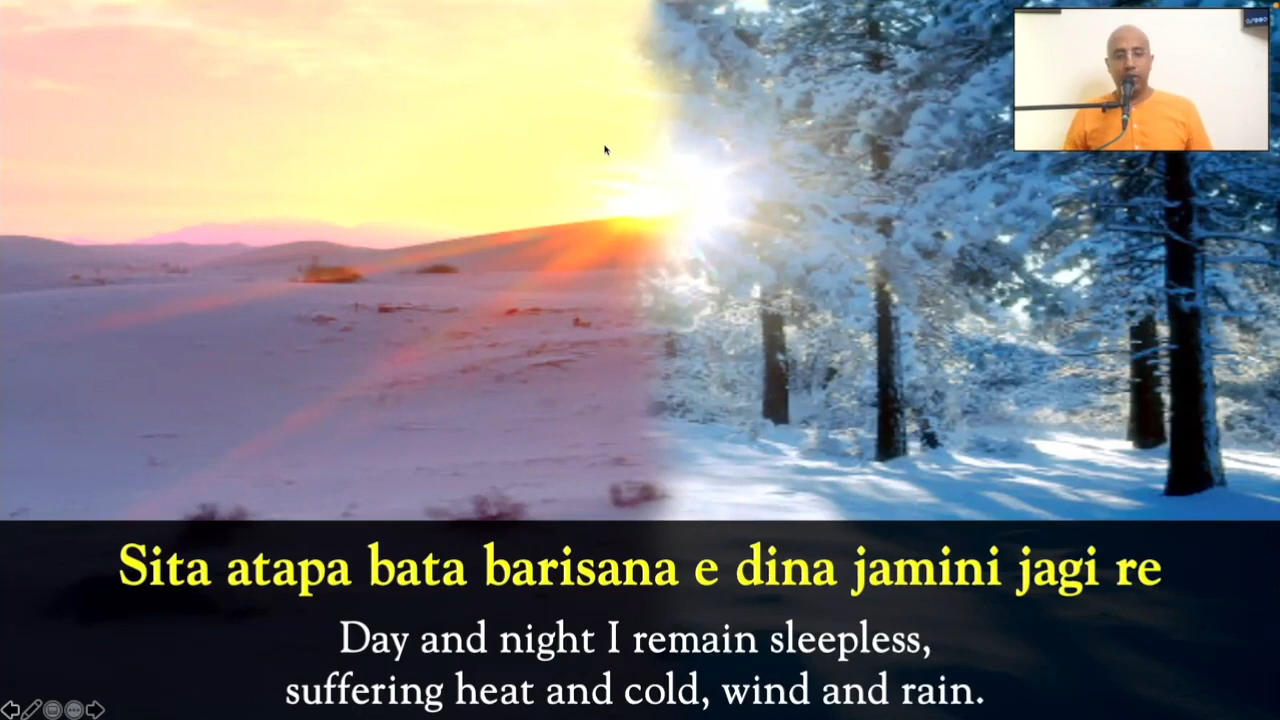 Sita atapa bata barisana e dina jamini jagi re
Day and night I remain sleepless,
suffering heat and cold, wind and rain.